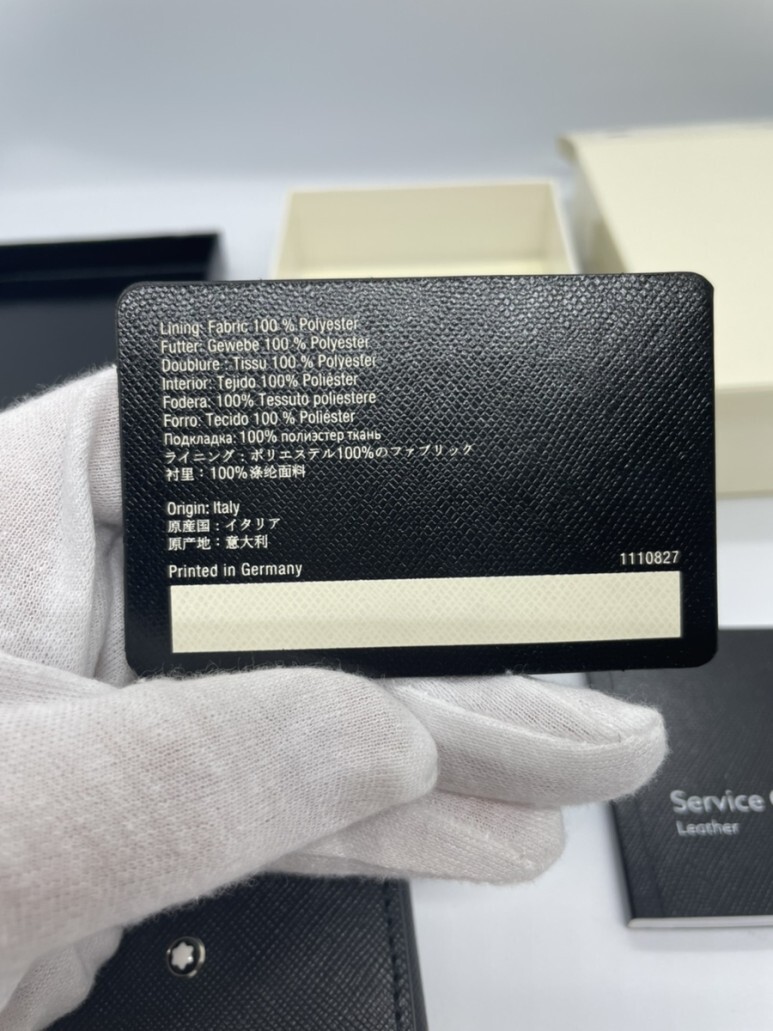 Lining: Fabric 100 % Polyester
Futter: Gewebe 100 % Polyester
Doublure : Tissu 100 % Polyester
Interior: Tejido 100% Poliéster
Fodera: 100% Tessuto poliestere
Forro: Tecido 100 % Poliéster
Подкладка: 100% полиэстер ткань
ライニング：ポリエステル100%のファブリック
衬里：100%涤纶面料
Origin: Italy
原産国：イタリア
原产地：意大利
Printed in Germany
1110827
Service
Leather